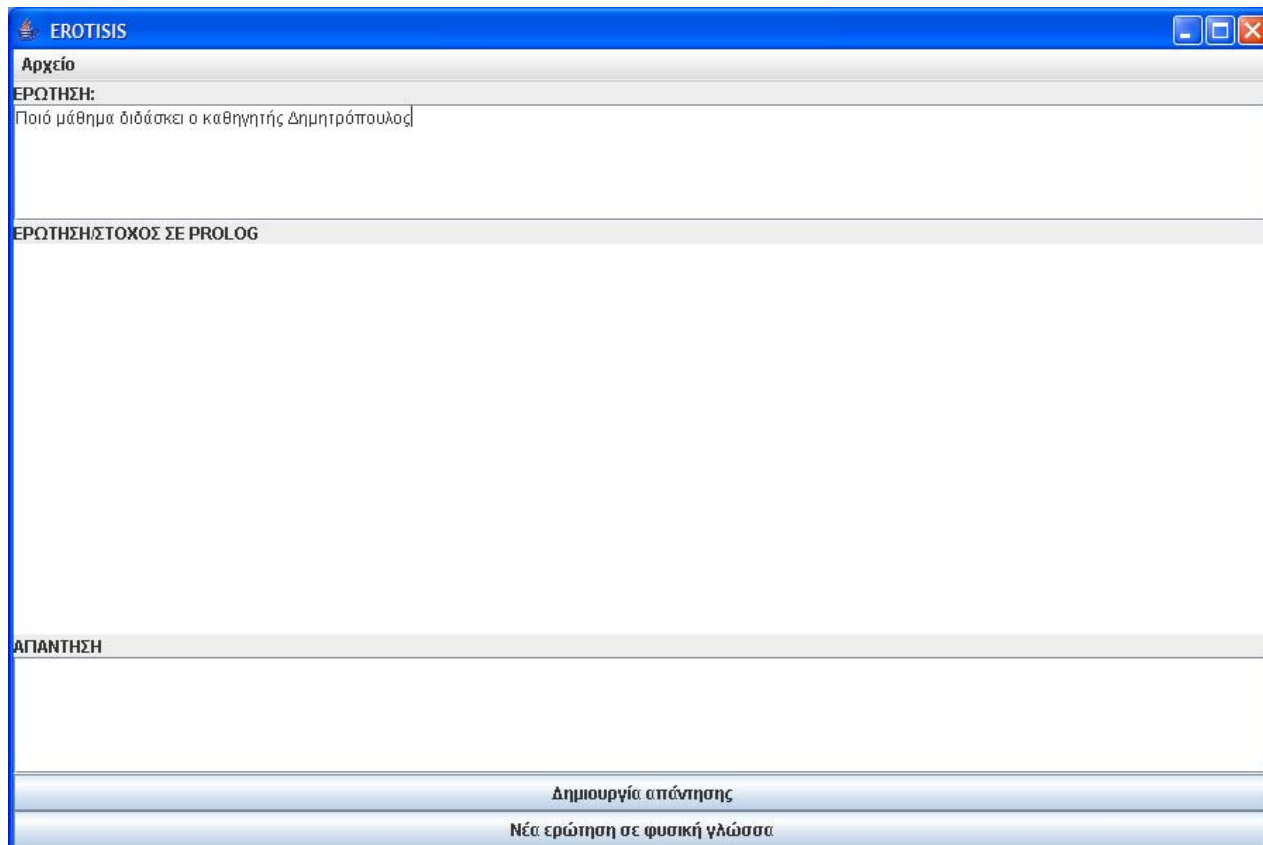 EROTISIS
Αρχείο
ΕΡΩΤΗΣΗ:
Ποιό μάθημα διδάσκει ο καθηγητής Δημητρόπουλος
ΕΡΩΤΗΣΗ/ΣΤΟΧΟΣ ΣΕ PROLOG
ΑΠΑΝΤΗΣΗ
Δημιουργία απάντησης
Νέα ερώτηση σε φυσική γλώσσα